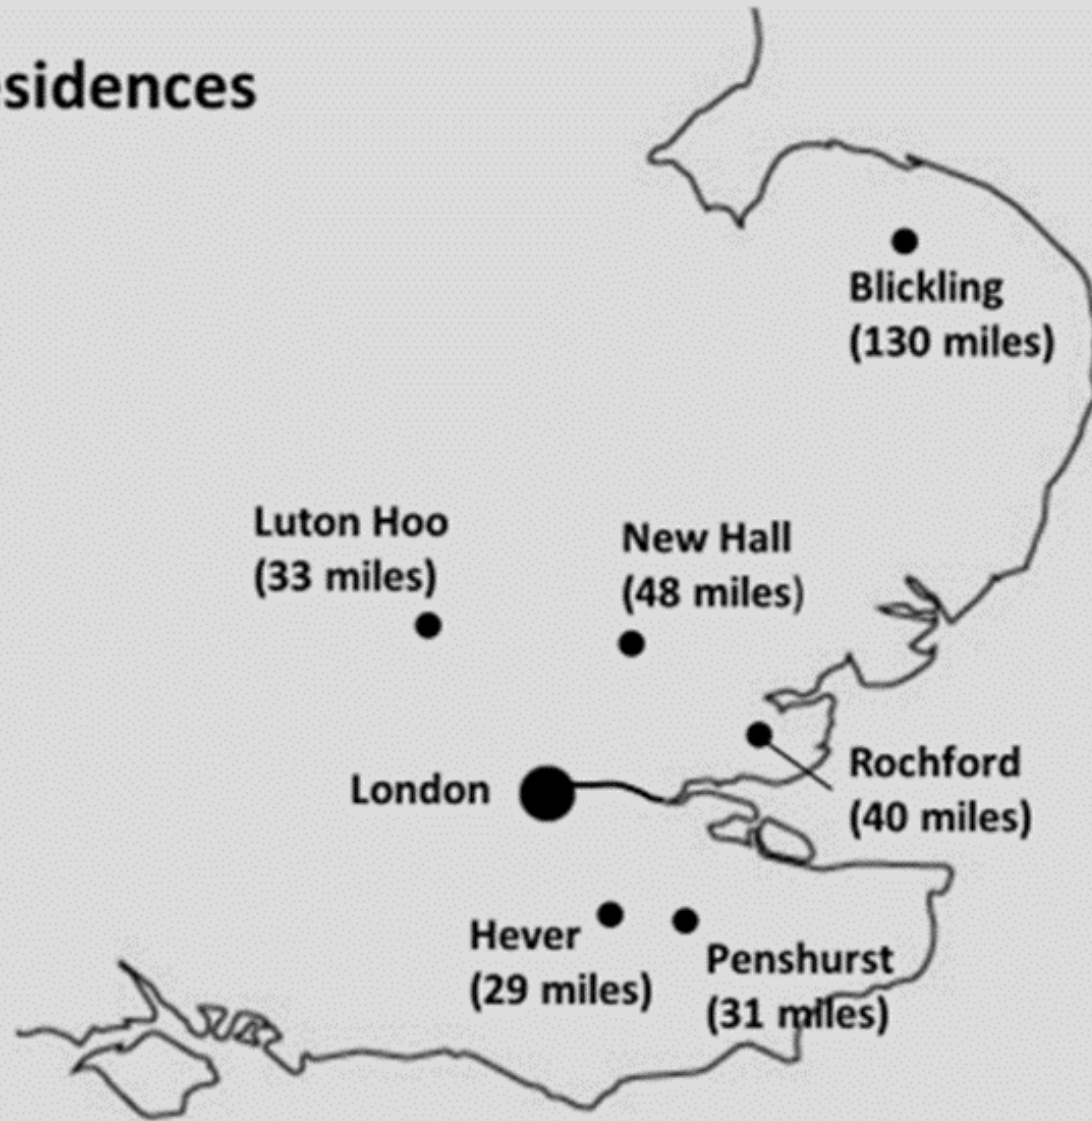 esidences
Blickling
(130 miles)
Luton Hoo
(33 miles)
New Hall
(48 miles)
London
Rochford
(40 miles)
Hever
(29 miles)
Penshurst
(31 miles)